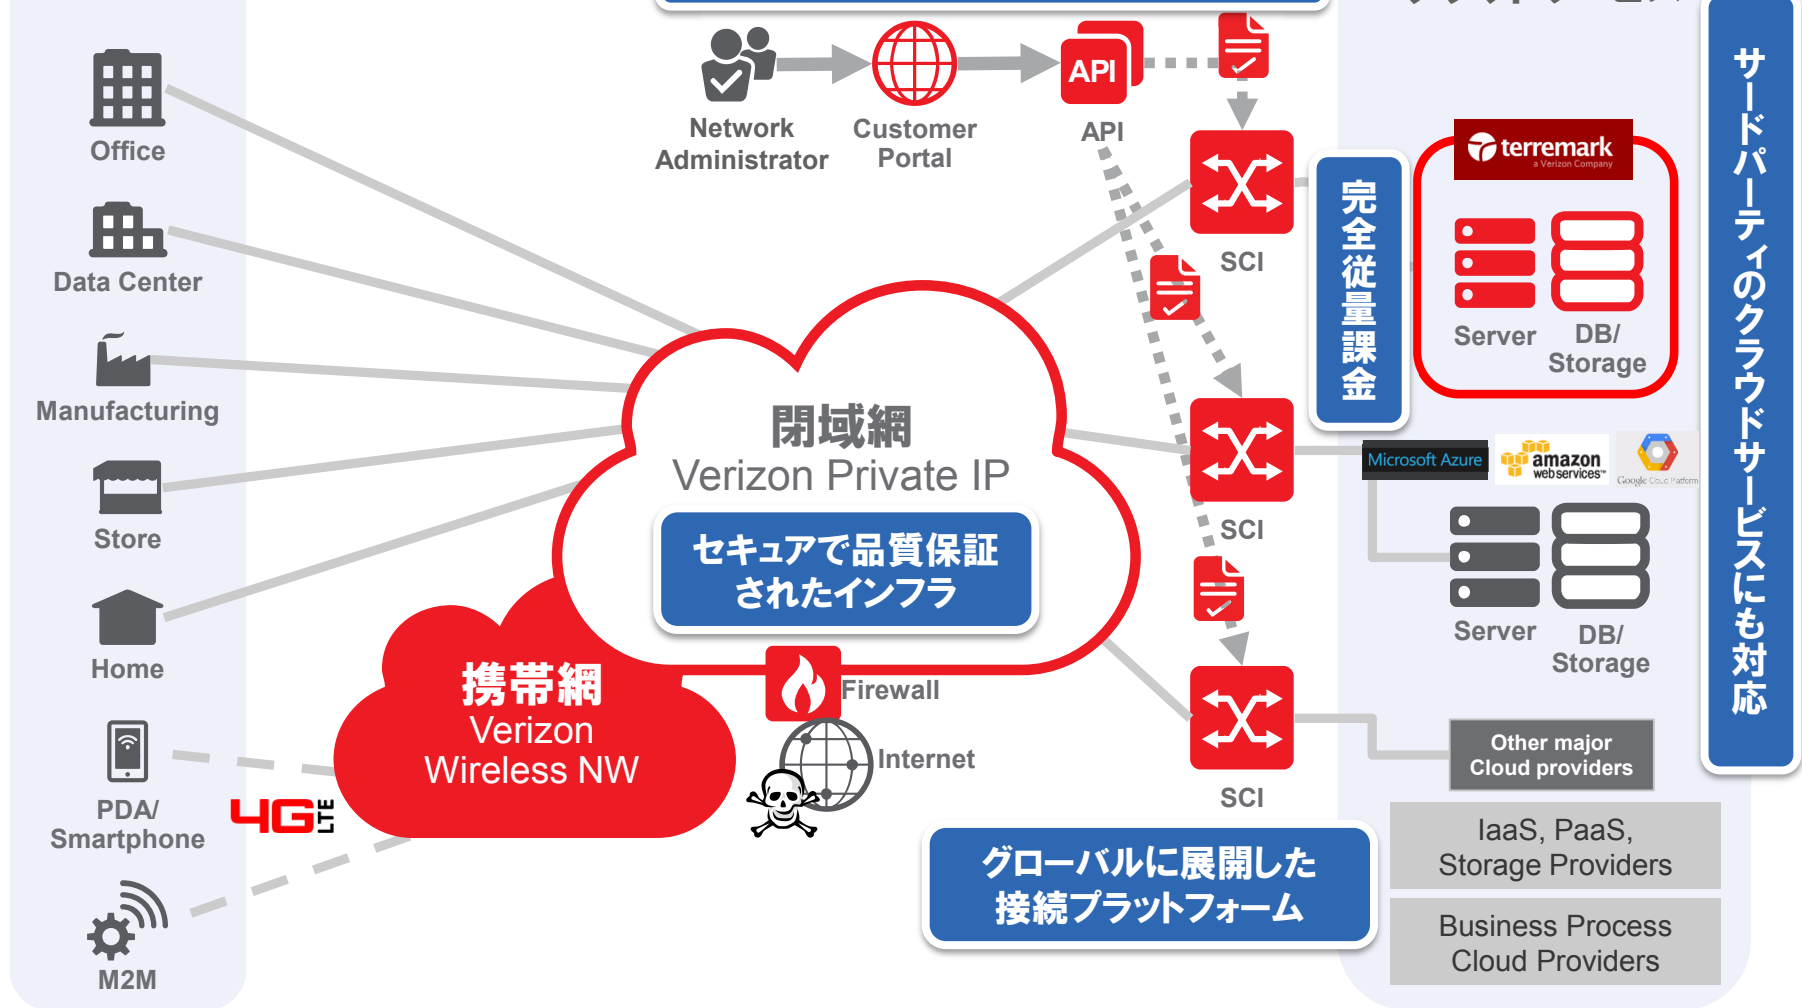 Office
Data Center
Manufacturing
Store
Home
PDA/
Smartphone
M2M
4G LTE
Network
Administrator
Customer
Portal
API
API
SCI
SCI
SCI
閉域網
Verizon Private IP
セキュアで品質保証
されたインフラ
携帯網
Verizon
Wireless NW
Firewall
Internet
グローバルに展開した
接続プラットフォーム
完全従量課金
terremark
a Verizon Company
Server
DB/
Storage
Microsoft Azure
amazon
webservices™
Google Cloud Platform
Server
DB/
Storage
Other major
Cloud providers
IaaS, PaaS,
Storage Providers
Business Process
Cloud Providers
サードパーティのクラウドサービスにも対応